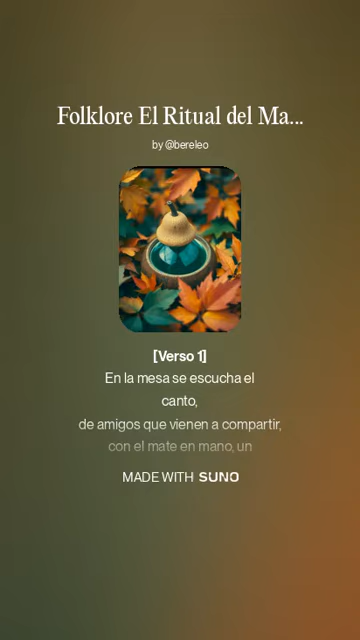 Folklore El Ritual del Ma...
by @bereleo
[Verso 1]
En la mesa se escucha el
canto,
de amigos que vienen a compartir,
con el mate en mano, un
MADE WITH SUNO